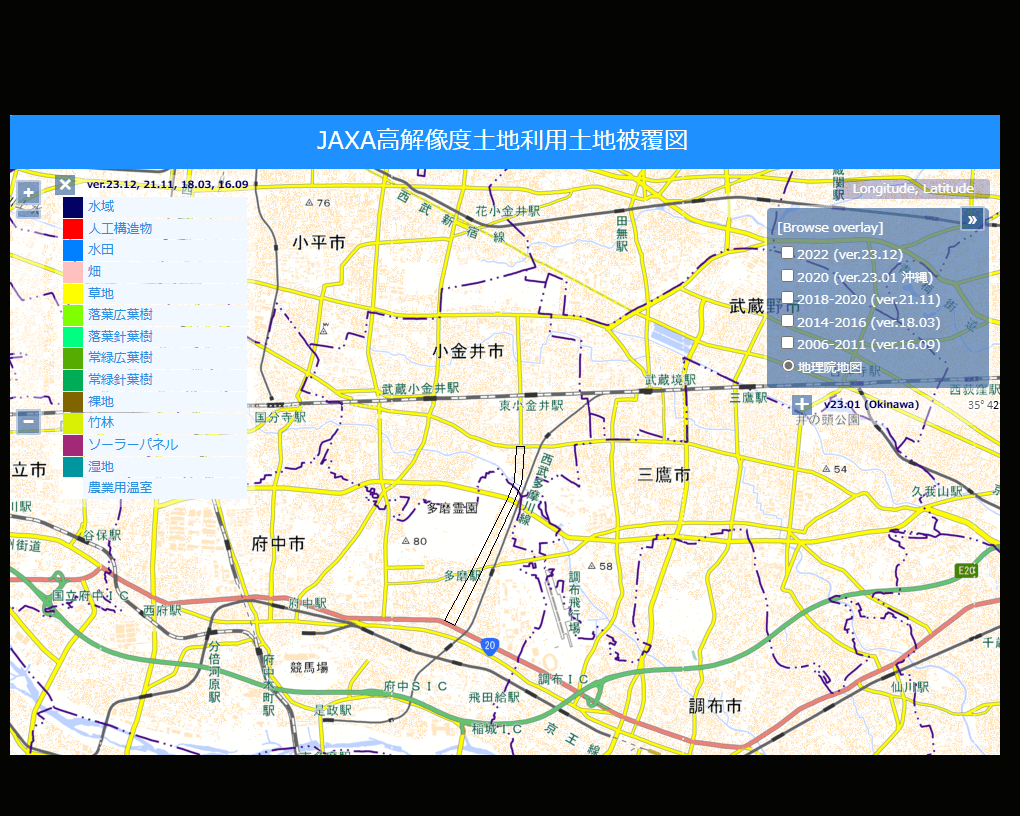 JAXA高解像度土地利用土地被覆図
ver.23.12, 21.11, 18.03, 16.09
水域
人工構造物
水田
畑
草地
落葉広葉樹
落葉針葉樹
常緑広葉樹
常緑針葉樹
裸地
竹林
ソーラーパネル
湿地
農業用温室
Longitude, Latitude
[Browse overlay]
2022 (ver.23.12)
2020 (ver.23.01 沖縄)
2018-2020 (ver.21.11)
2014-2016 (ver.18.03)
2006-2011 (ver.16.09)
地理院地図
v23.01 (Okinawa)
35° 42
76
西武新宿線
花小金井駅
田無駅
蔵関駅
小平市
武蔵野市
小金井市
武蔵小金井駅
東小金井駅
武蔵境駅
三鷹駅
西荻窪駅
国分寺駅
井の頭公園
立市
西武多摩川線
三鷹市
54
久我山駅
川駅
多磨霊園
谷保駅
州街道
府中市
80
多磨駅
58
調布飛行場
E20
国立府中IC
西府駅
府中駅
20
分倍河原駅
府中本町駅
競馬場
府中SIC
調布IC
飛田給駅
仙川駅
千歳
是政駅
稲城IC
京王線
調布市